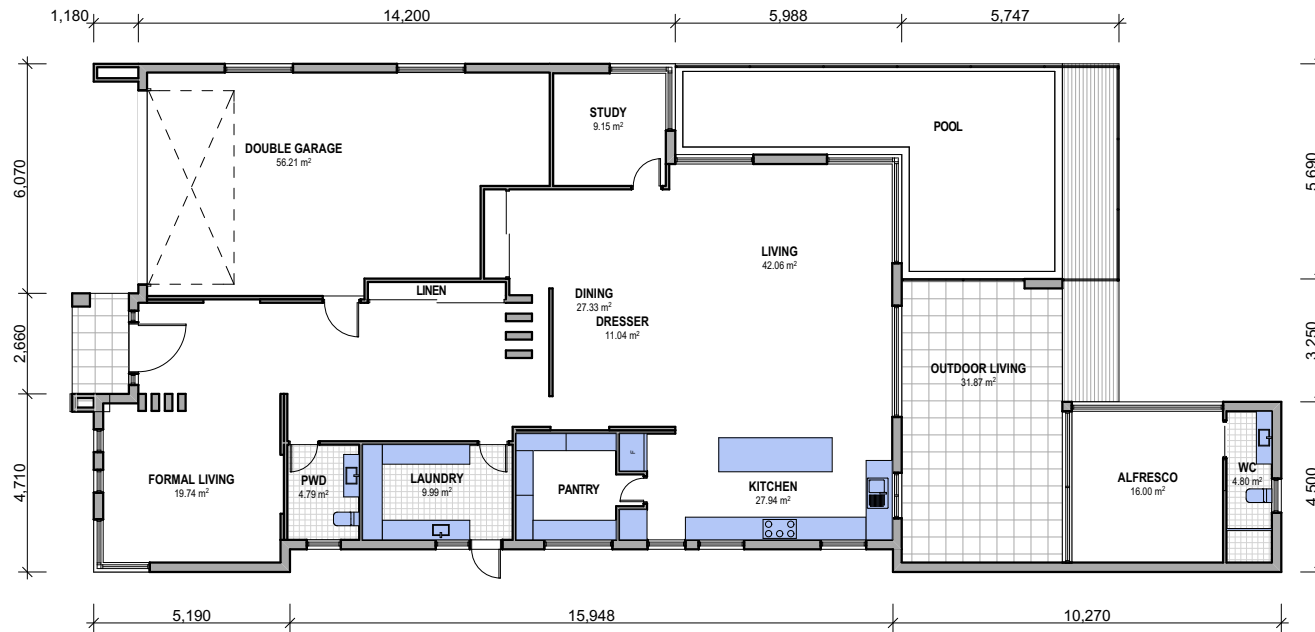 1,180
14,200
5,988
5,747
STUDY
9.15 m²
POOL
DOUBLE GARAGE
56.21 m²
6,070
5,690
LIVING
42.06 m²
LINEN
DINING
27.33 m²
DRESSER
11.04 m²
2,660
3,250
OUTDOOR LIVING
31.87 m²
4,710
4,500
FORMAL LIVING
19.74 m²
PWD
4.79 m²
LAUNDRY
9.99 m²
PANTRY
F
KITCHEN
27.94 m²
ALFRESCO
16.00 m²
WC
4.80 m²
5,190
15,948
10,270